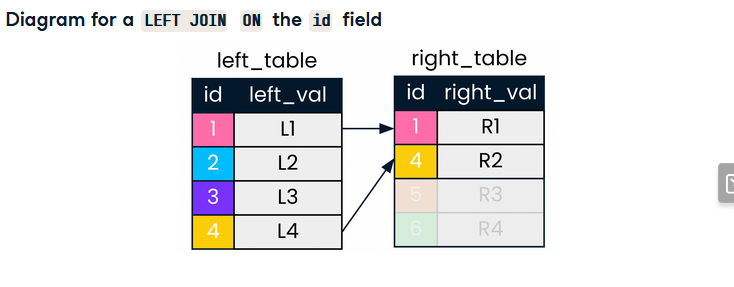 Diagram for a LEFT JOIN ON the id field
left_table right_table
id left_val id right_val
1 L1 1 R1
2 L2 4 R2
3 L3 5 R3
4 L4 6 R4